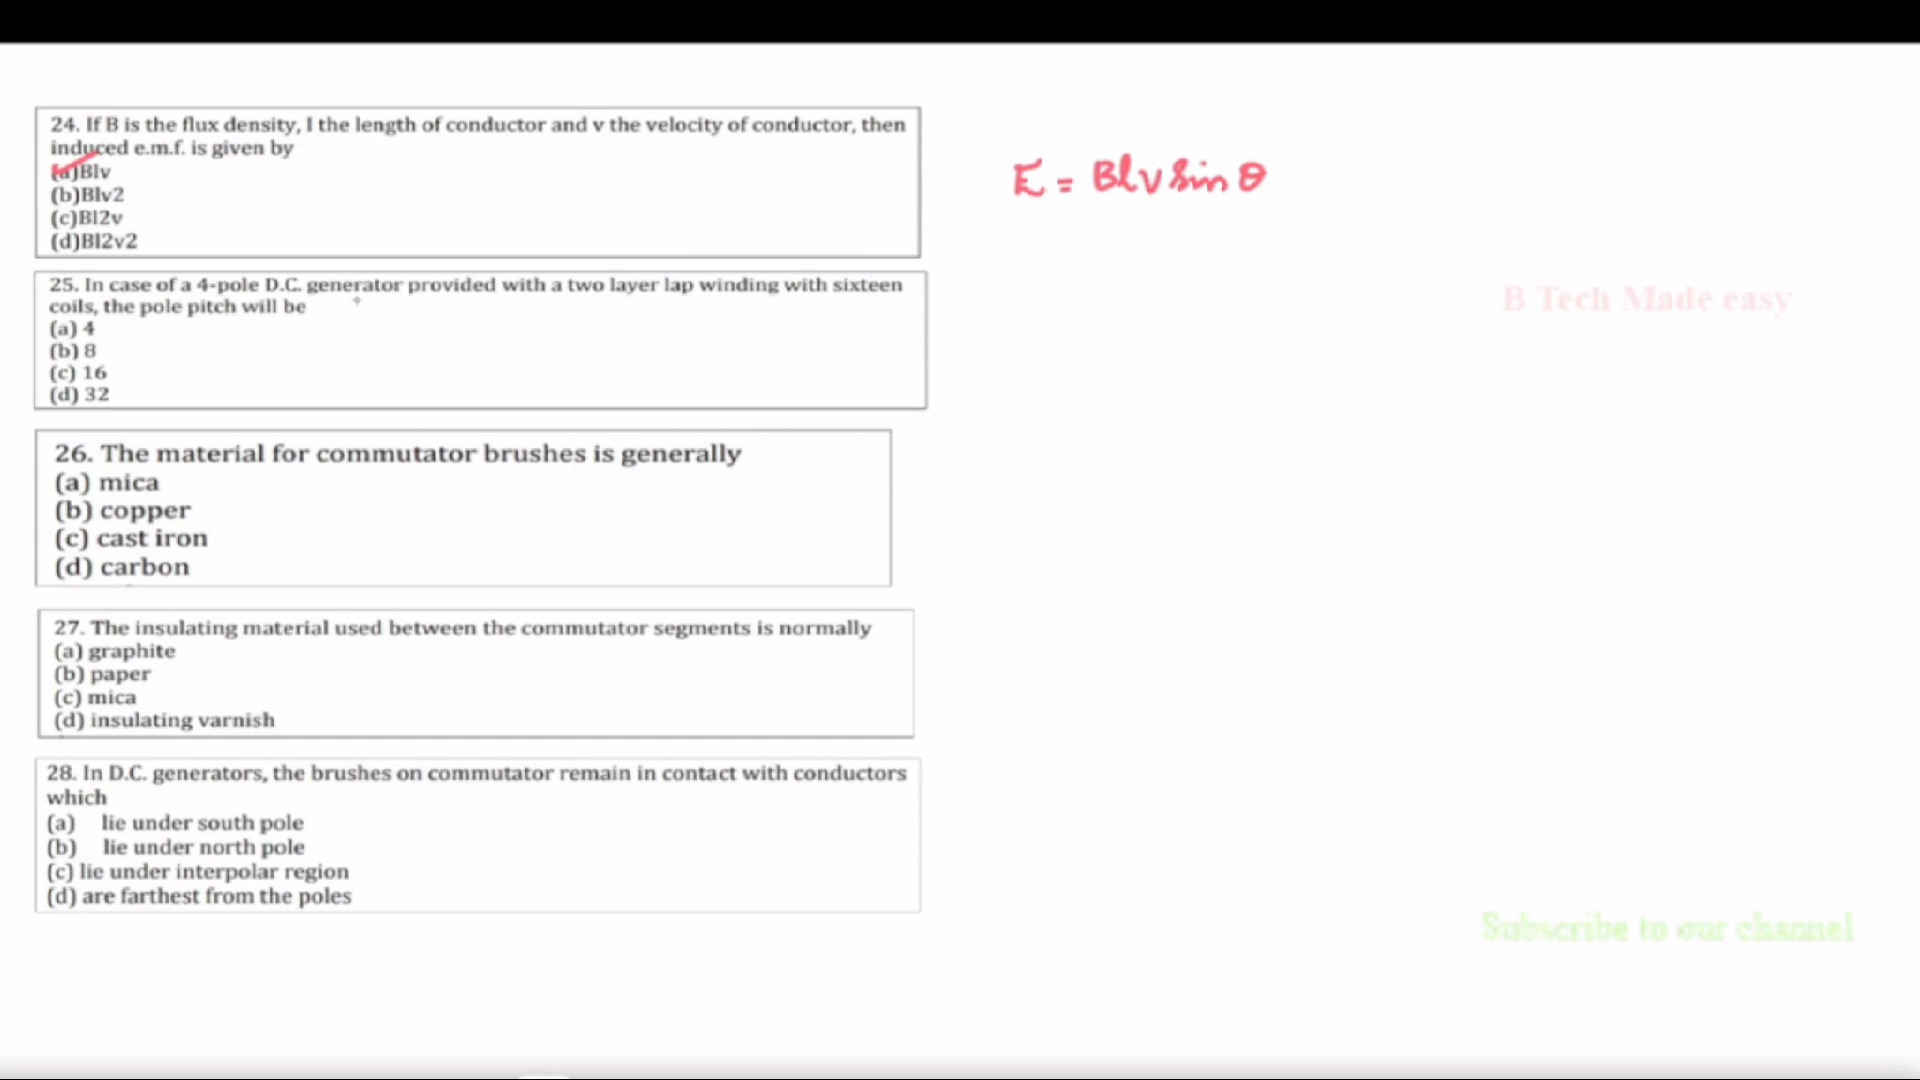 24. If B is the flux density, l the length of conductor and v the velocity of conductor, then
induced e.m.f. is given by
(a)Blv
(b)Blv2
(c)Bl2v
(d)Bl2v2
E = Blv sin θ
25. In case of a 4-pole D.C. generator provided with a two layer lap winding with sixteen
coils, the pole pitch will be
(a) 4
(b) 8
(c) 16
(d) 32
B Tech Made easy
26. The material for commutator brushes is generally
(a) mica
(b) copper
(c) cast iron
(d) carbon
27. The insulating material used between the commutator segments is normally
(a) graphite
(b) paper
(c) mica
(d) insulating varnish
28. In D.C. generators, the brushes on commutator remain in contact with conductors
which
(a) lie under south pole
(b) lie under north pole
(c) lie under interpolar region
(d) are farthest from the poles
Subscribe to our channel